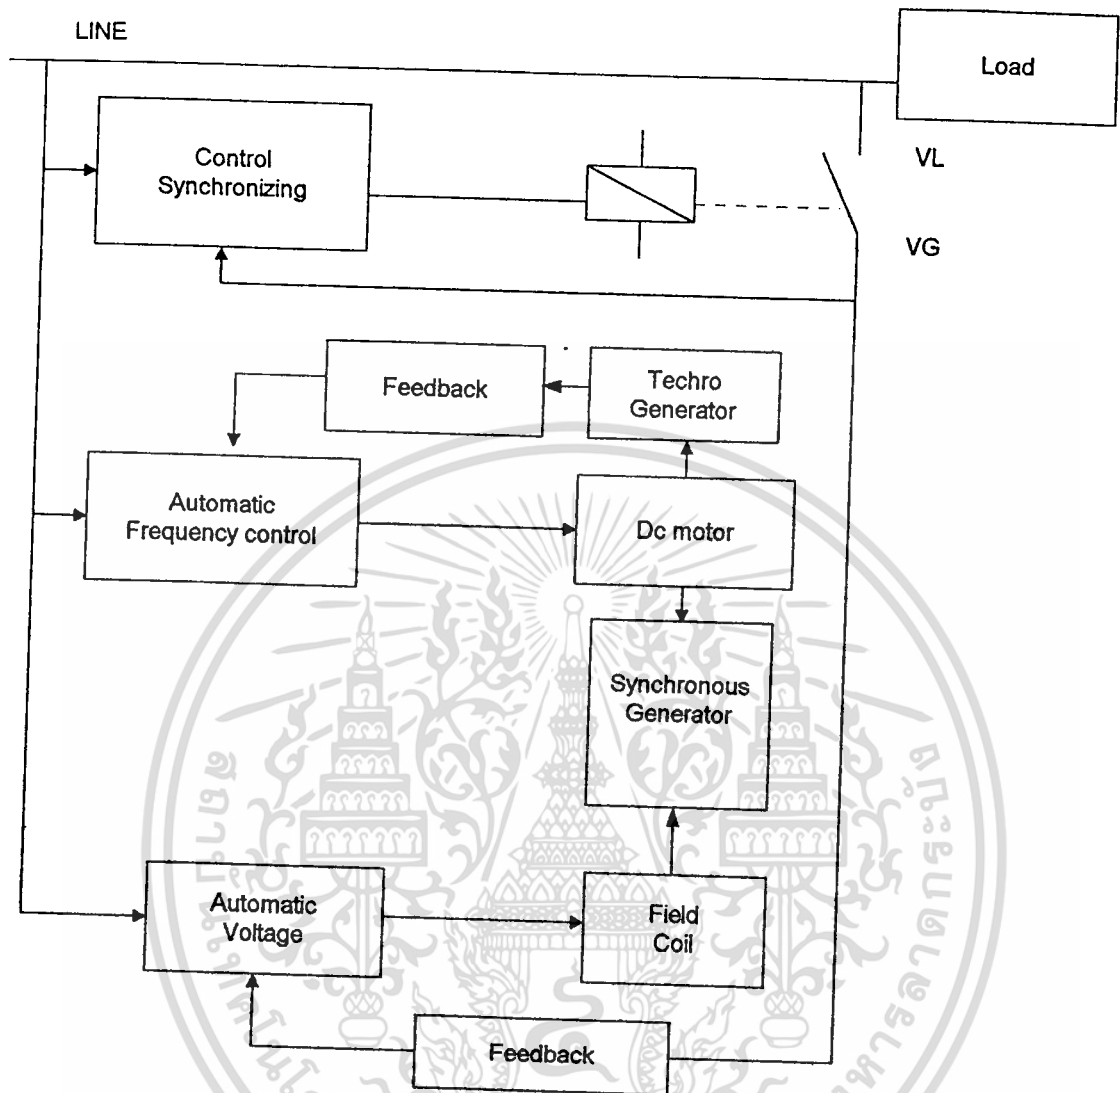 LINE
Load
Control
Synchronizing
VL
VG
Feedback
Techro
Generator
Automatic
Frequency control
Dc motor
Synchronous
Generator
Automatic
Voltage
Field
Coil
Feedback